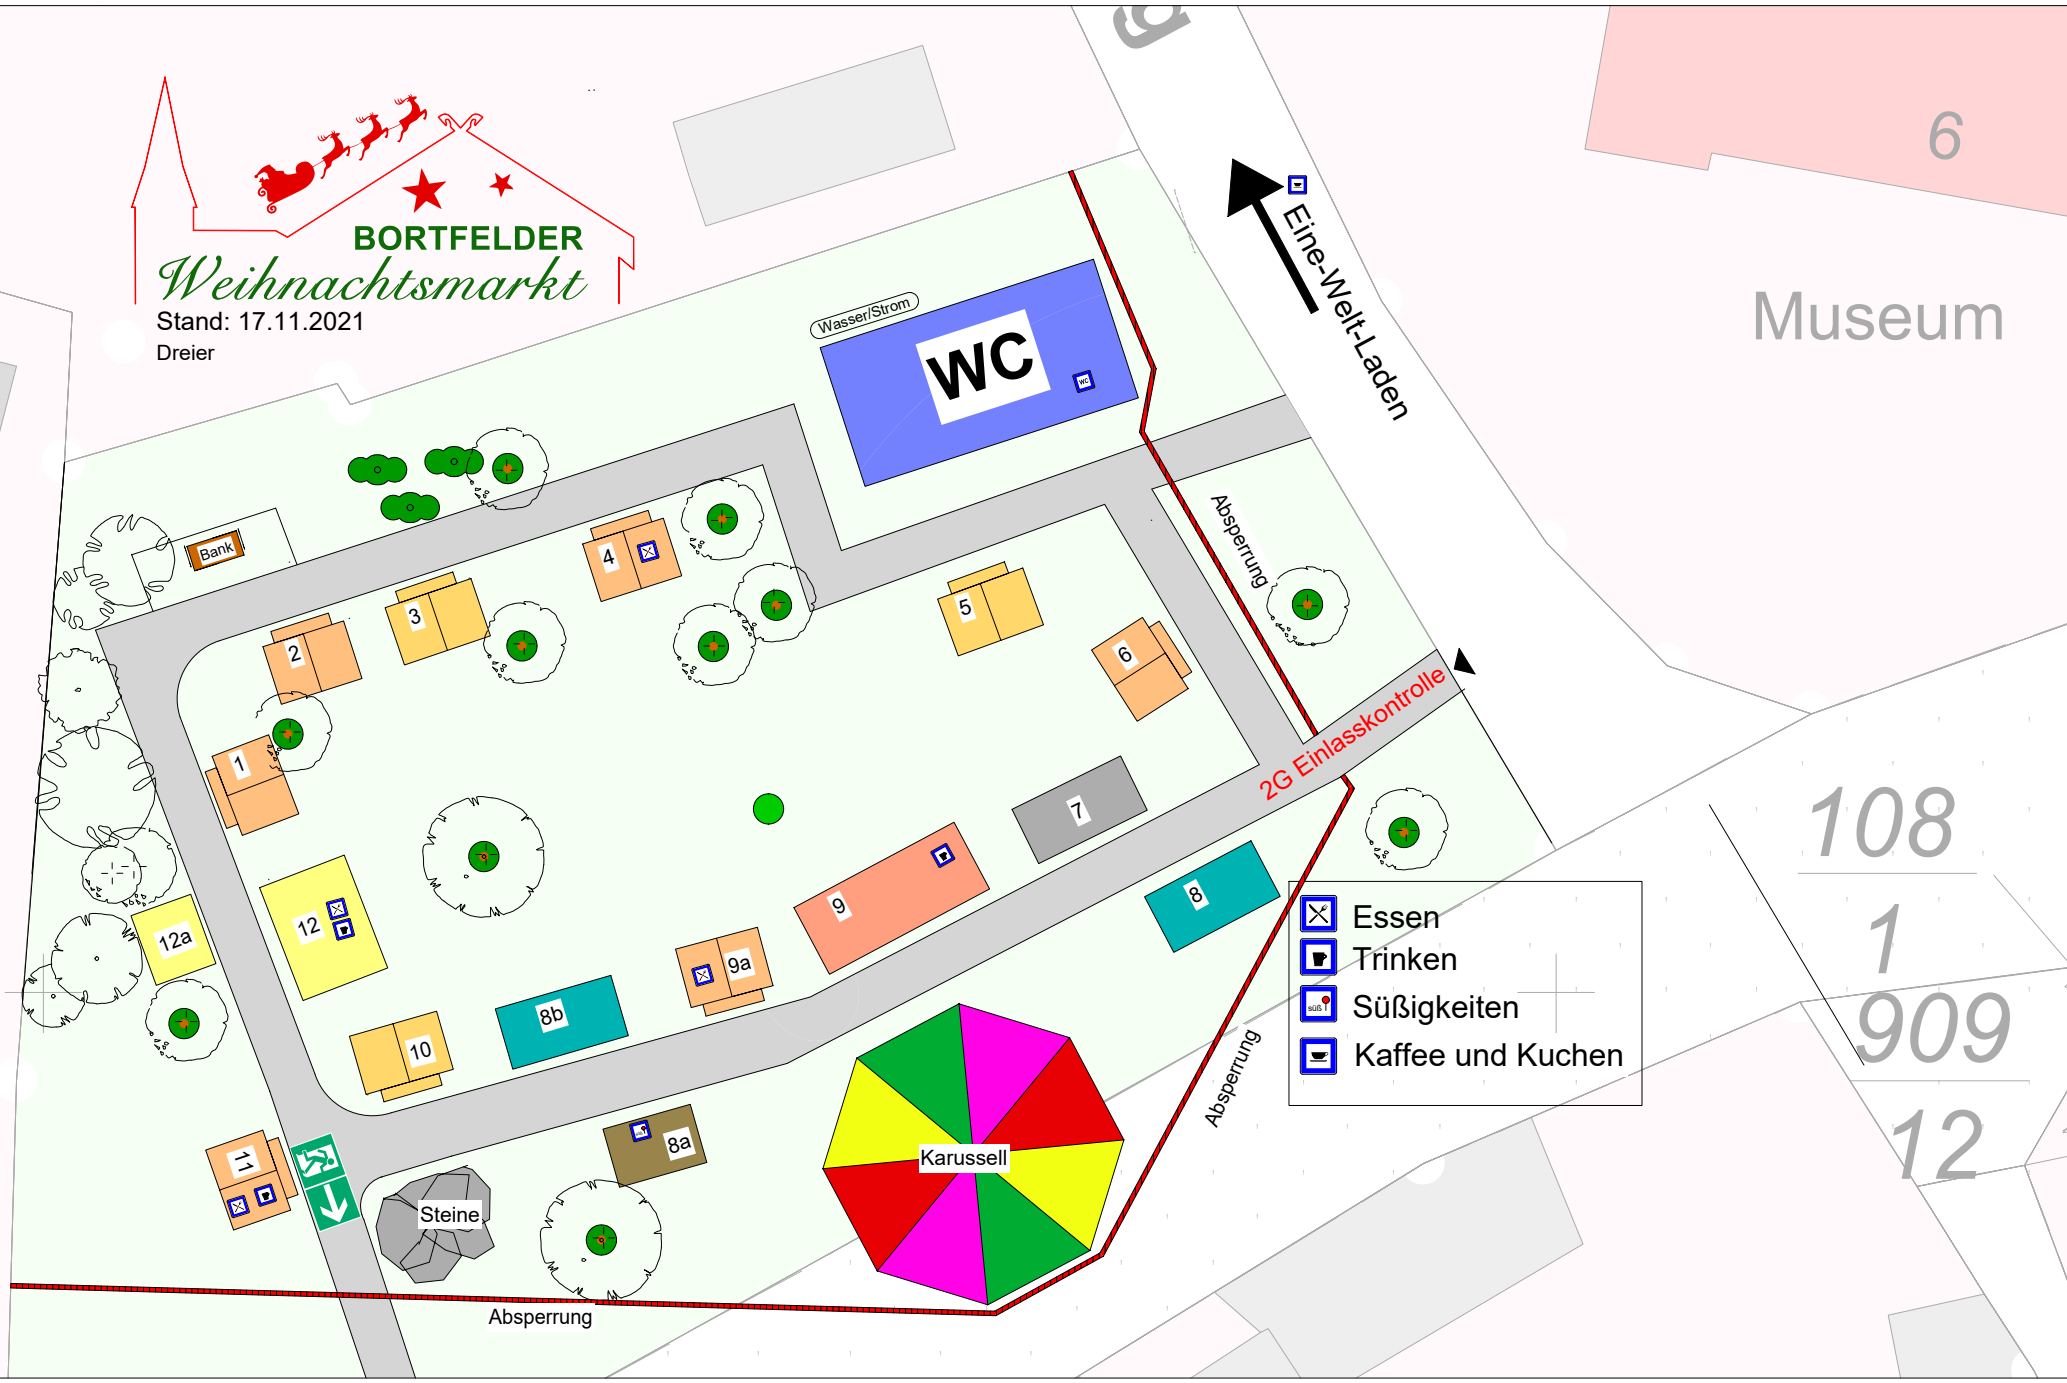 g
6
Museum
BORTFELDER
Weihnachtsmarkt
Stand: 17.11.2021
Dreier
Wasser/Strom
WC
WC
Eine-Welt-Laden
Absperrung
Bank
4
3
2
1
5
6
2G Einlasskontrolle
7
8
9
9a
12
12a
8b
10
11
8a
Steine
Karussell
Absperrung
Absperrung
Essen
Trinken
süß
Süßigkeiten
Kaffee und Kuchen
108
1
909
12